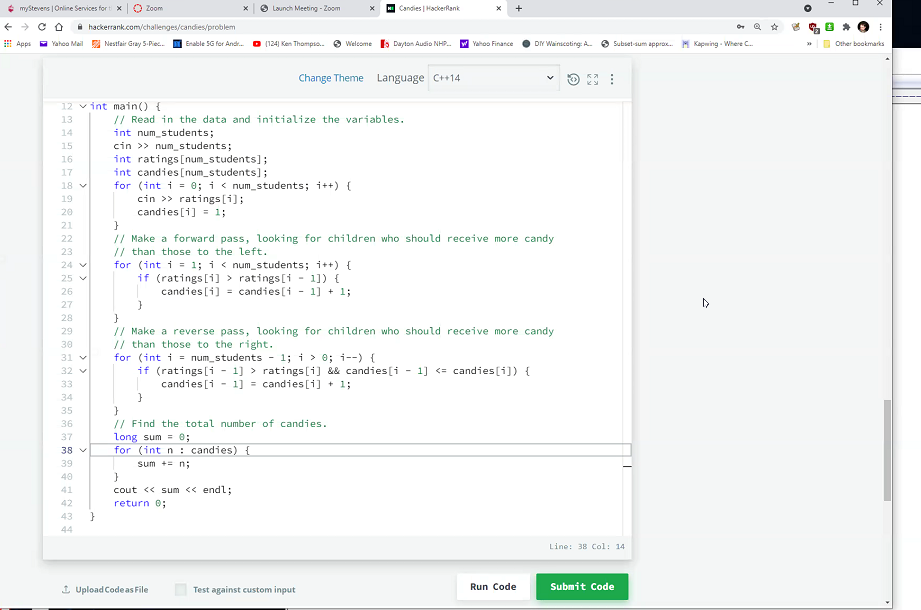 myStevens | Online Services for t
Zoom
Launch Meeting - Zoom
Candies | HackerRank
hackerrank.com/challenges/candies/problem
Apps
Yahoo Mail
Nestfair Gray 5-Piec...
Enable 5G for Andr...
(124) Ken Thompso...
Welcome
Dayton Audio NHP...
Yahoo Finance
DIY Wainscoting: A...
Subset-sum approx...
Kapwing - Where C...
»
Other bookmarks
Change Theme
Language
C++14
12 int main() {
13 // Read in the data and initialize the variables.
14 int num_students;
15 cin >> num_students;
16 int ratings[num_students];
17 int candies[num_students];
18 for (int i = 0; i < num_students; i++) {
19 cin >> ratings[i];
20 candies[i] = 1;
21 }
22 // Make a forward pass, looking for children who should receive more candy
23 // than those to the left.
24 for (int i = 1; i < num_students; i++) {
25 if (ratings[i] > ratings[i - 1]) {
26 candies[i] = candies[i - 1] + 1;
27 }
28 }
29 // Make a reverse pass, looking for children who should receive more candy
30 // than those to the right.
31 for (int i = num_students - 1; i > 0; i--) {
32 if (ratings[i - 1] > ratings[i] && candies[i - 1] <= candies[i]) {
33 candies[i - 1] = candies[i] + 1;
34 }
35 }
36 // Find the total number of candies.
37 long sum = 0;
38 for (int n : candies) {
39 sum += n;
40 }
41 cout << sum << endl;
42 return 0;
43 }
44
Line: 38 Col: 14
Upload Code as File
Test against custom input
Run Code
Submit Code